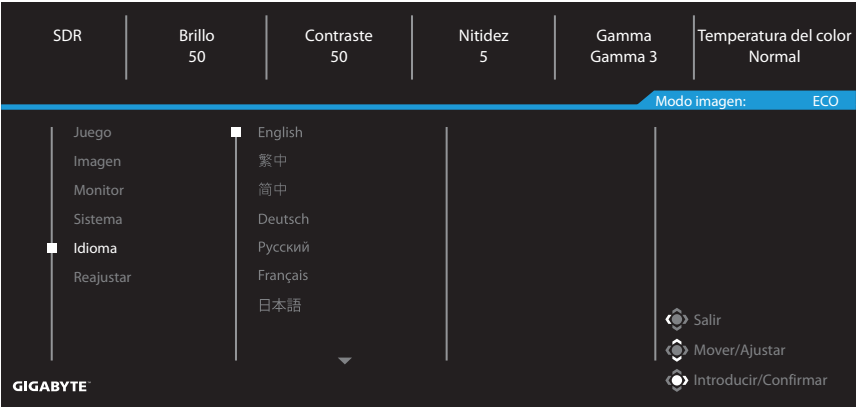 SDR
Brillo
50
Contraste
50
Nitidez
5
Gamma
Gamma 3
Temperatura del color
Normal
Modo imagen: ECO
Juego
Imagen
Monitor
Sistema
Idioma
Reajustar
English
繁中
简中
Deutsch
Русский
Français
日本語
Salir
Mover/Ajustar
Introducir/Confirmar
GIGABYTE™